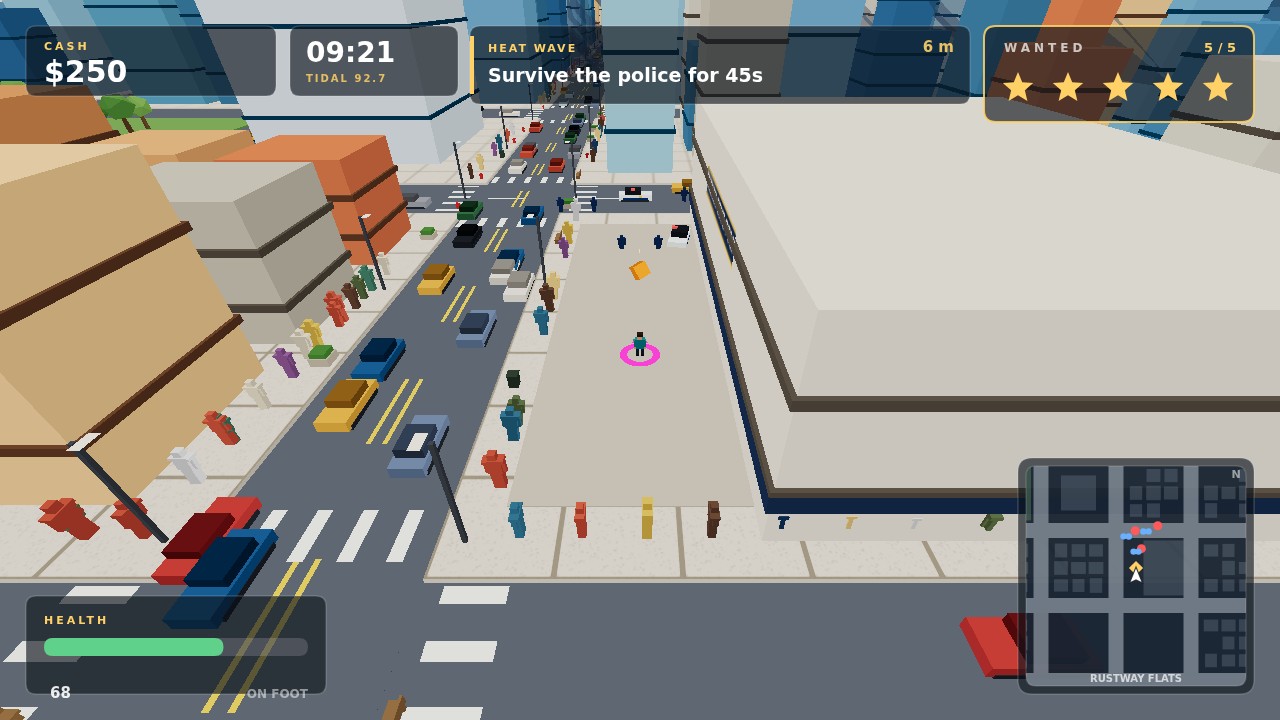 CASH
$250
09:21
TIDAL 92.7
HEAT WAVE
6 m
Survive the police for 45s
WANTED
5 / 5
N
RUSTWAY FLATS
HEALTH
68
ON FOOT